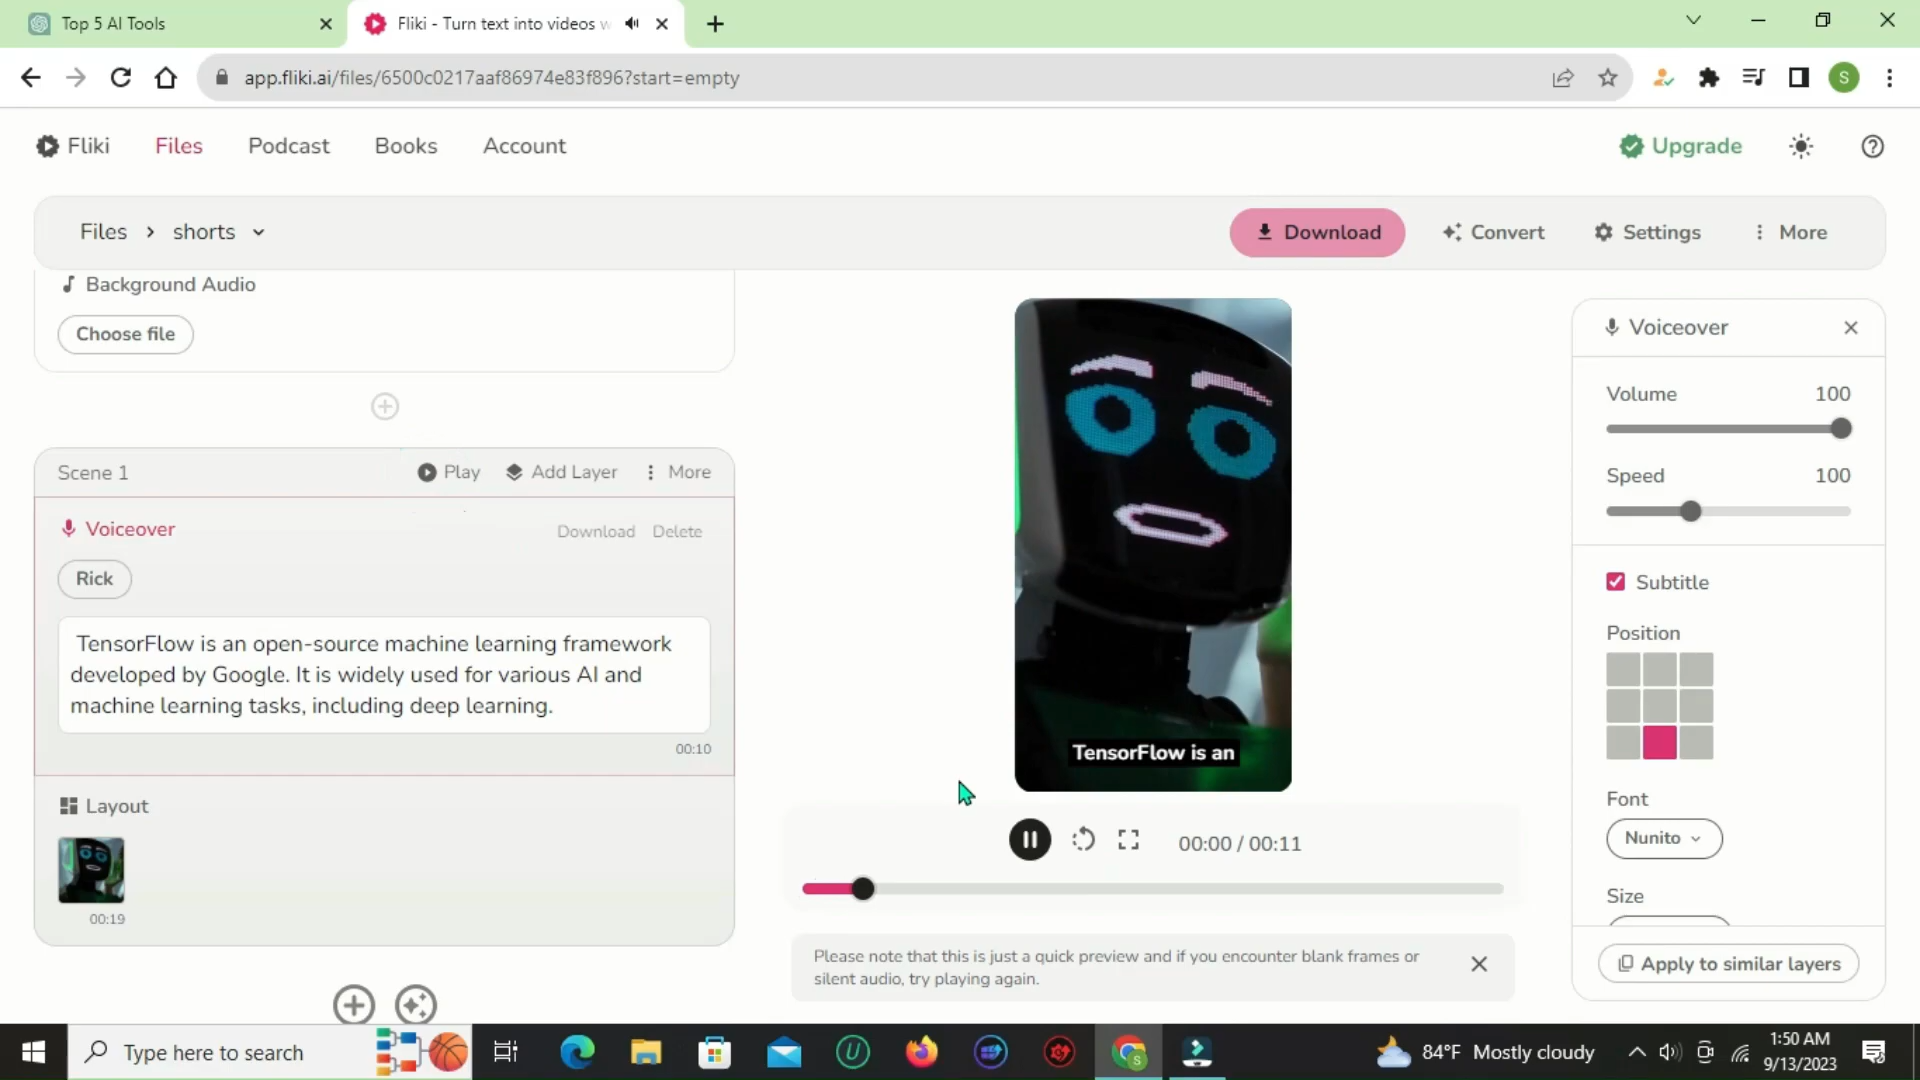 Top 5 AI Tools
Fliki - Turn text into videos w
app.fliki.ai/files/6500c0217aaf86974e83f896?start=empty
S
Fliki
Files
Podcast
Books
Account
Upgrade
Files > shorts
Download
Convert
Settings
More
Background Audio
Choose file
Scene 1
Play
Add Layer
More
Voiceover
Download
Delete
Rick
TensorFlow is an open-source machine learning framework
developed by Google. It is widely used for various AI and
machine learning tasks, including deep learning.
00:10
Layout
00:19
TensorFlow is an
00:00 / 00:11
Please note that this is just a quick preview and if you encounter blank frames or
silent audio, try playing again.
Voiceover
Volume 100
Speed 100
Subtitle
Position
Font
Nunito
Size
Apply to similar layers
Type here to search
84°F Mostly cloudy
1:50 AM
9/13/2023